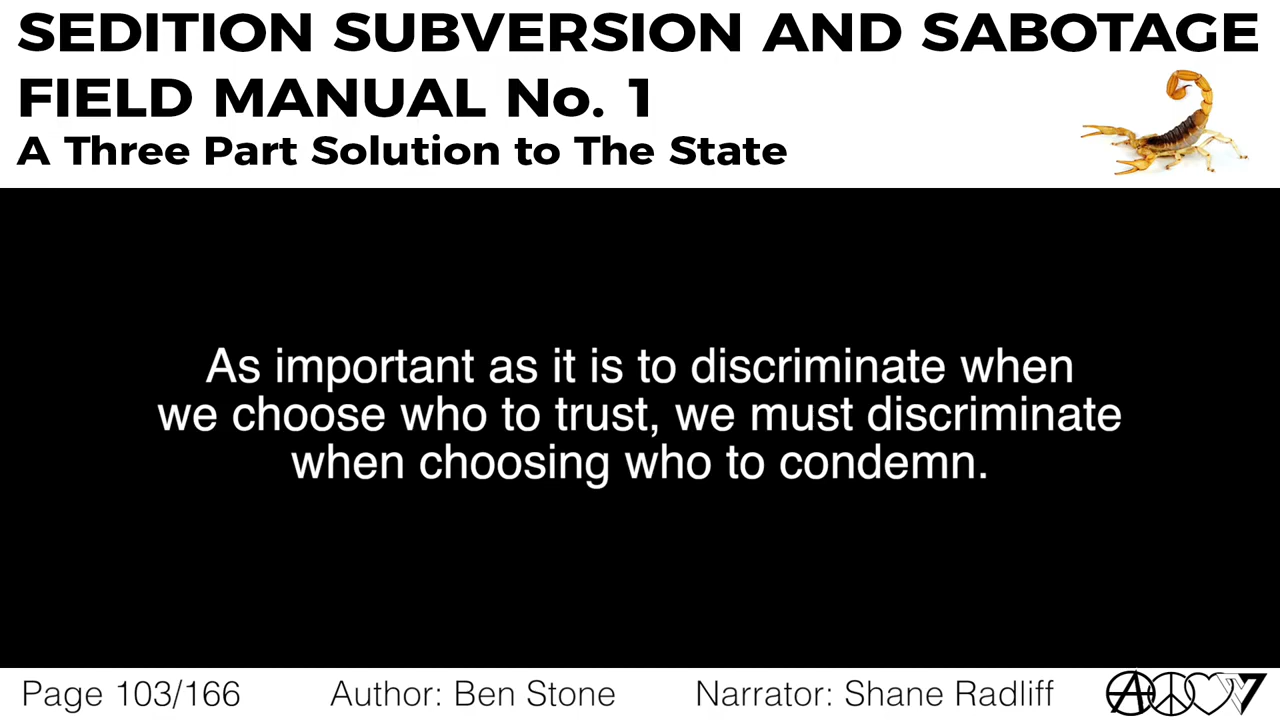 SEDITION SUBVERSION AND SABOTAGE
FIELD MANUAL No. 1
A Three Part Solution to The State
As important as it is to discriminate when
we choose who to trust, we must discriminate
when choosing who to condemn.
Page 103/166 Author: Ben Stone Narrator: Shane Radliff